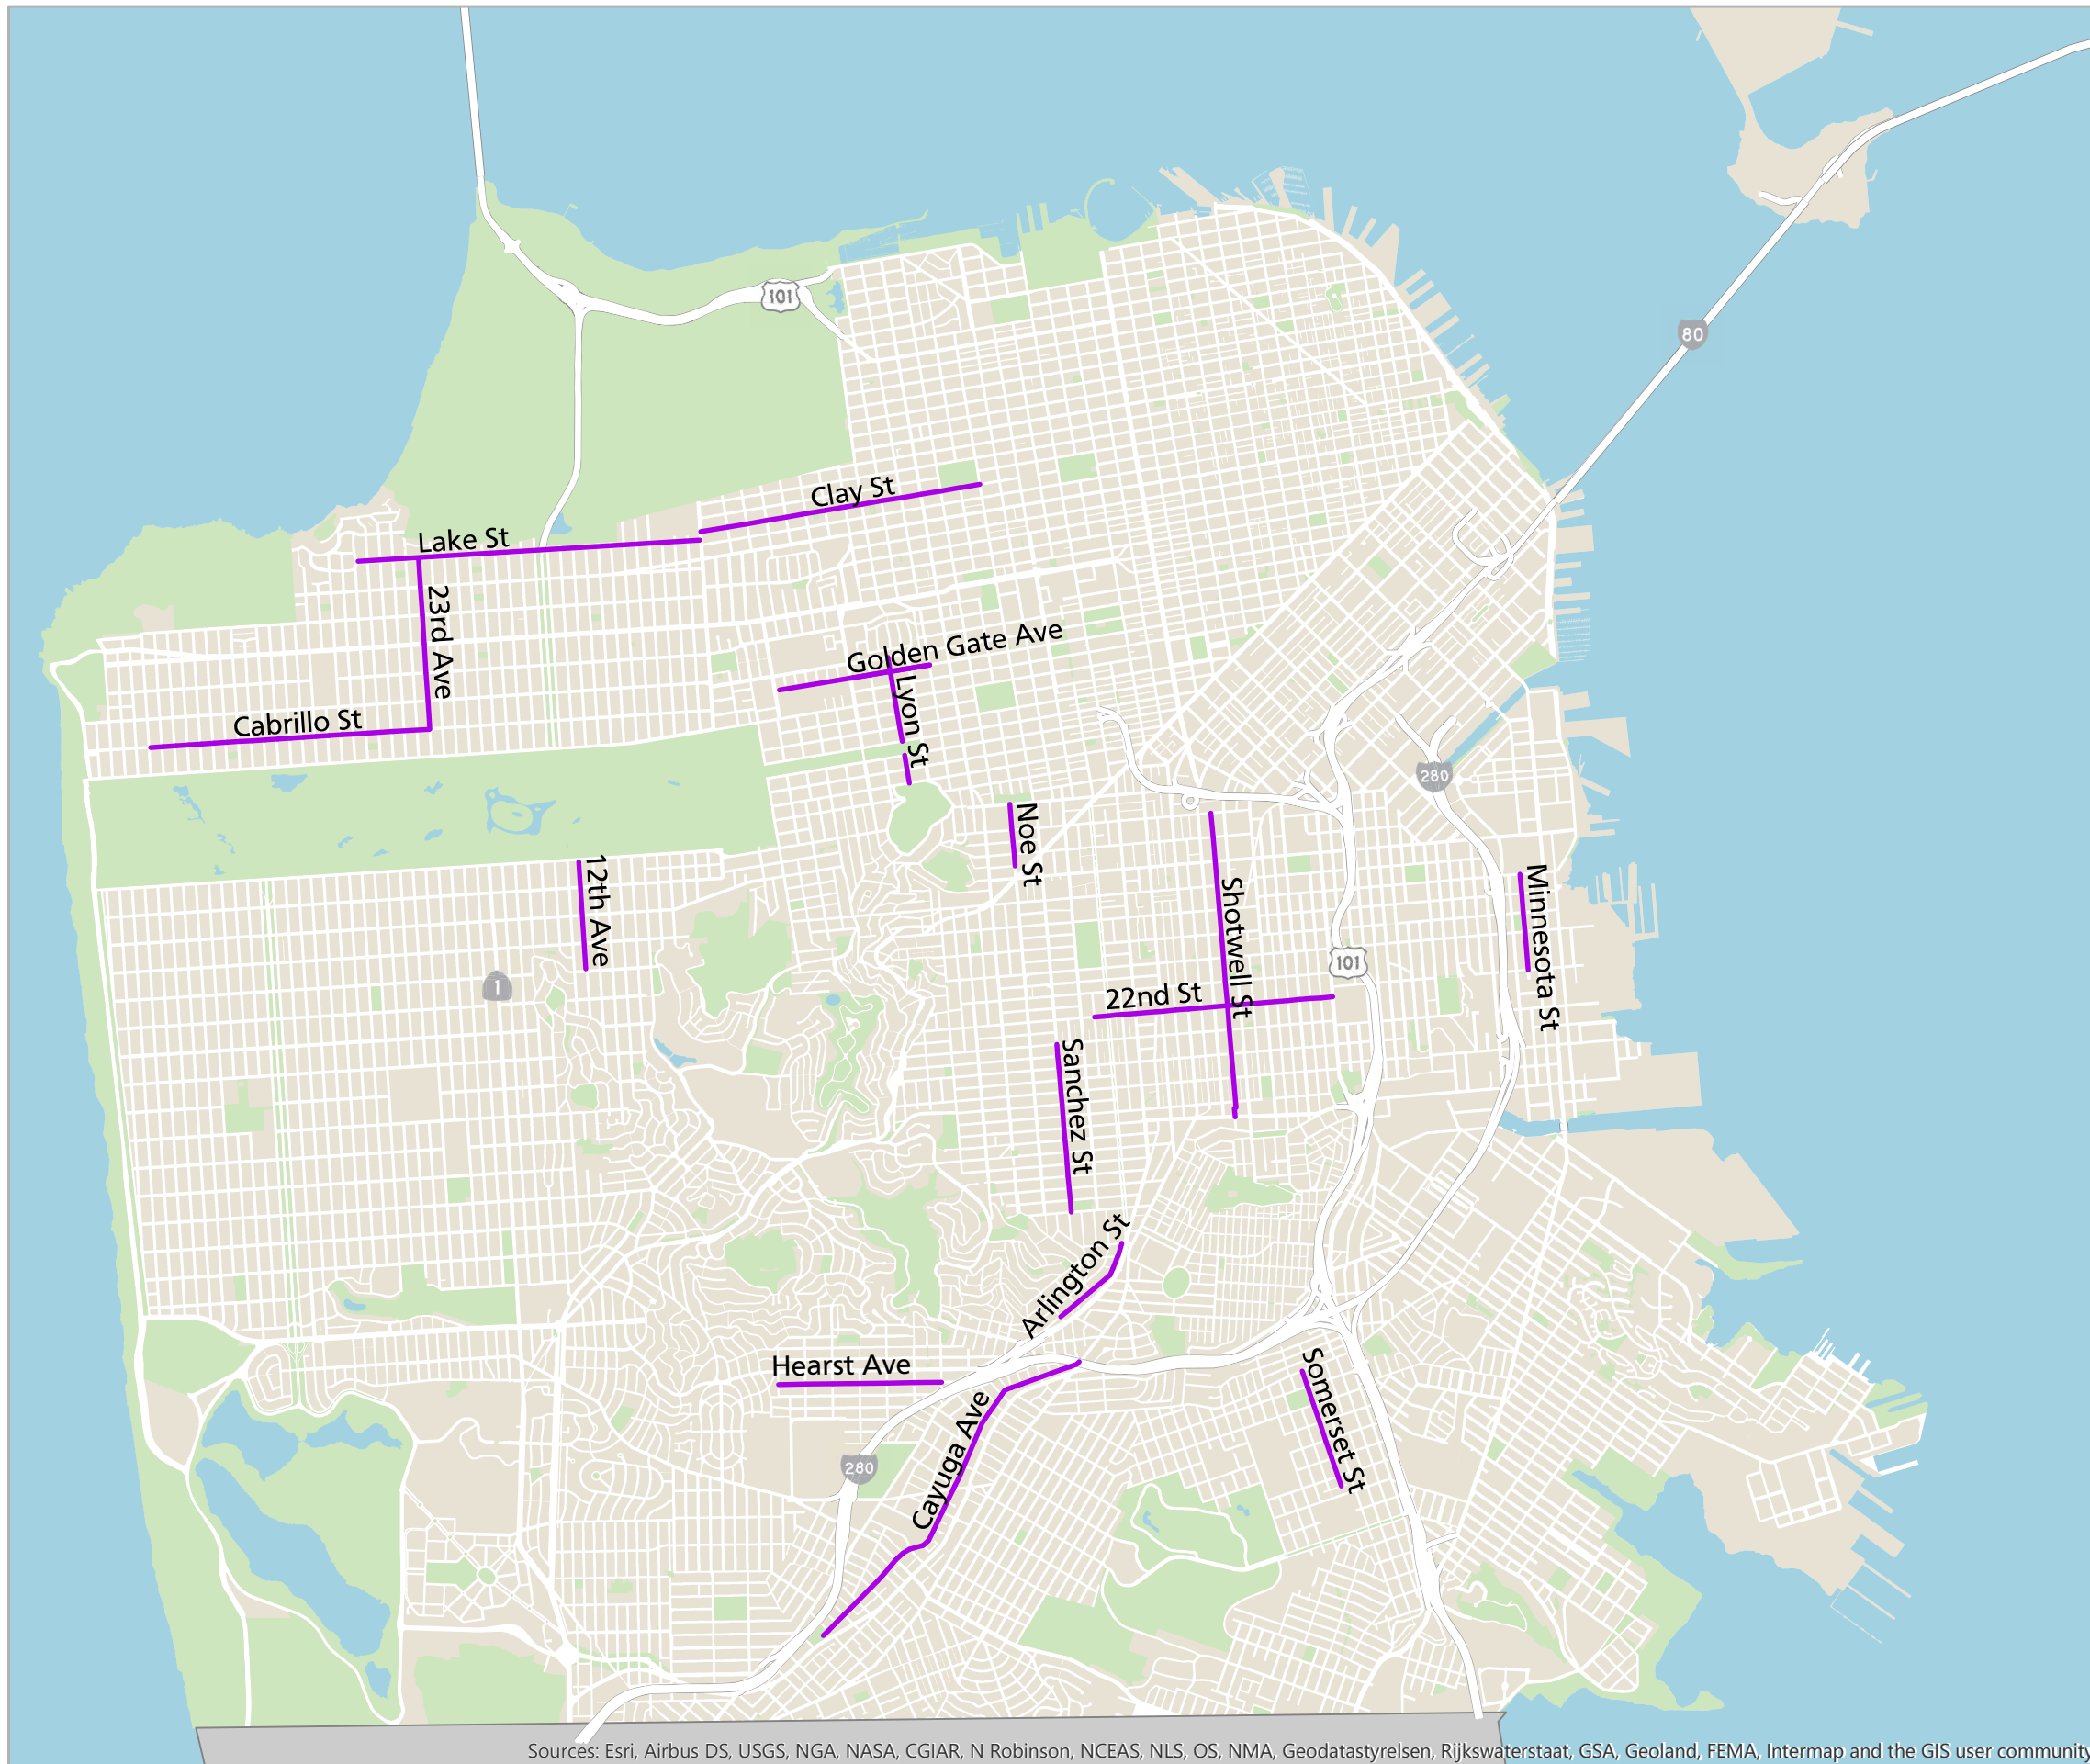 101
80
Clay St
Lake St
23rd Ave
Golden Gate Ave
Lyon St
Cabrillo St
280
Noe St
12th Ave
Minnesota St
Shotwell St
101
1
22nd St
Sanchez St
Arlington St
Hearst Ave
Somerset St
Cayuga Ave
280
Sources: Esri, Airbus DS, USGS, NGA, NASA, CGIAR, N Robinson, NCEAS, NLS, OS, NMA, Geodatastyrelsen, Rijkswaterstaat, GSA, Geoland, FEMA, Intermap and the GIS user community